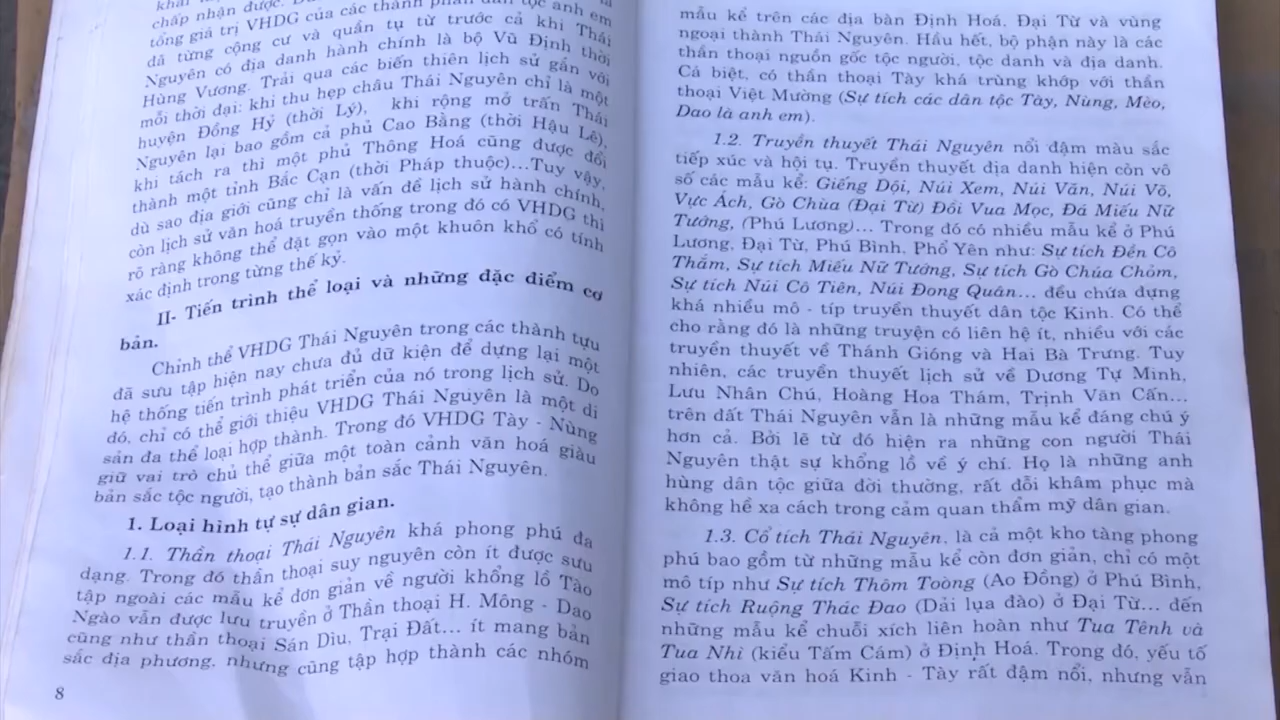 chấp nhận được.
tổng giá trị VHDG của các thành phần dân tộc anh em
đã từng cộng cư và quần tụ từ trước cả khi Thái
Nguyên có địa danh hành chính là bộ Vũ Định thời
Hùng Vương. Trải qua các biến thiên lịch sử gắn với
mỗi thời đại: khi thu hẹp châu Thái Nguyên chỉ là một
huyện Đồng Hỷ (thời Lý), khi rộng mở trấn Thái
Nguyên lại bao gồm cả phủ Cao Bằng (thời Hậu Lê),
khi tách ra thì một phủ Thông Hoá cũng được đổi
thành một tỉnh Bắc Cạn (thời Pháp thuộc)...Tuy vậy,
dù sao địa giới cũng chỉ là vấn đề lịch sử hành chính,
còn lịch sử văn hoá truyền thống trong đó có VHDG thì
rõ ràng không thể đặt gọn vào một khuôn khổ có tính
xác định trong từng thế kỷ.
II- Tiến trình thể loại và những đặc điểm cơ
bản.
Chỉnh thể VHDG Thái Nguyên trong các thành tựu
đã sưu tập hiện nay chưa đủ dữ kiện để dựng lại một
hệ thống tiến trình phát triển của nó trong lịch sử. Do
đó, chỉ có thể giới thiệu VHDG Thái Nguyên là một di
sản đa thể loại hợp thành. Trong đó VHDG Tày - Nùng
giữ vai trò chủ thể giữa một toàn cảnh văn hoá giàu
bản sắc tộc người, tạo thành bản sắc Thái Nguyên.
1. Loại hình tự sự dân gian.
1.1. Thần thoại Thái Nguyên khá phong phú đa
dạng. Trong đó thần thoại suy nguyên còn ít được sưu
tập ngoài các mẫu kể đơn giản về người khổng lồ Tào
Ngào vẫn được lưu truyền ở Thần thoại H. Mông - Dao
cũng như thần thoại Sán Dìu, Trại Đất... ít mang bản
sắc địa phương, nhưng cũng tập hợp thành các nhóm
8
mẫu kể trên các địa bàn Định Hoá, Đại Từ và vùng
ngoại thành Thái Nguyên. Hầu hết, bộ phận này là các
thần thoại nguồn gốc tộc người, tộc danh và địa danh.
Cá biệt, có thần thoại Tày khá trùng khớp với thần
thoại Việt Mường (Sự tích các dân tộc Tày, Nùng, Mèo,
Dao là anh em).
1.2. Truyền thuyết Thái Nguyên nổi đậm màu sắc
tiếp xúc và hội tụ. Truyền thuyết địa danh hiện còn vô
số các mẫu kể: Giếng Dội, Núi Xem, Núi Văn, Núi Võ,
Vực Ách, Gò Chùa (Đại Từ) Đồi Vua Mọc, Đá Miếu Nữ
Tướng, (Phú Lương)... Trong đó có nhiều mẫu kể ở Phú
Lương, Đại Từ, Phú Bình, Phổ Yên như: Sự tích Đền Cô
Thắm, Sự tích Miếu Nữ Tướng, Sự tích Gò Chúa Chỏm,
Sự tích Núi Cô Tiên, Núi Đong Quân... đều chứa đựng
khá nhiều mô - típ truyền thuyết dân tộc Kinh. Có thể
cho rằng đó là những truyện có liên hệ ít, nhiều với các
truyền thuyết về Thánh Gióng và Hai Bà Trưng. Tuy
nhiên, các truyền thuyết lịch sử về Dương Tự Minh,
Lưu Nhân Chú, Hoàng Hoa Thám, Trịnh Văn Cấn...
trên đất Thái Nguyên vẫn là những mẫu kể đáng chú ý
hơn cả. Bởi lẽ từ đó hiện ra những con người Thái
Nguyên thật sự khổng lồ về ý chí. Họ là những anh
hùng dân tộc giữa đời thường, rất đỗi khâm phục mà
không hề xa cách trong cảm quan thẩm mỹ dân gian.
1.3. Cổ tích Thái Nguyên, là cả một kho tàng phong
phú bao gồm từ những mẫu kể còn đơn giản, chỉ có một
mô típ như Sự tích Thôm Toòng (Ao Đồng) ở Phú Bình,
Sự tích Ruộng Thác Đao (Dải lụa đào) ở Đại Từ... đến
những mẫu kể chuỗi xích liên hoàn như Tua Tênh và
Tua Nhì (kiểu Tấm Cám) ở Định Hoá. Trong đó, yếu tố
giao thoa văn hoá Kinh - Tày rất đậm nổi, nhưng vẫn